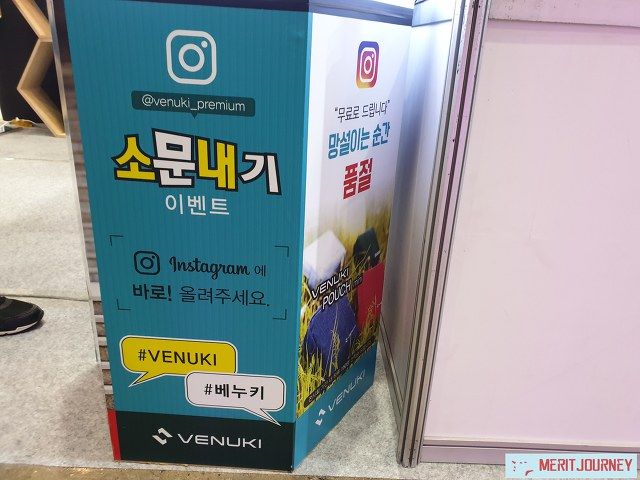 @venuki_premium
소문내기
이벤트
Instagram 에
바로! 올려주세요.
#VENUKI
#베누키
VENUKI
"무료로 드립니다"
망설이는 순간
품절
VENUKI
POUCH
VENUKI
MERIT JOURNEY